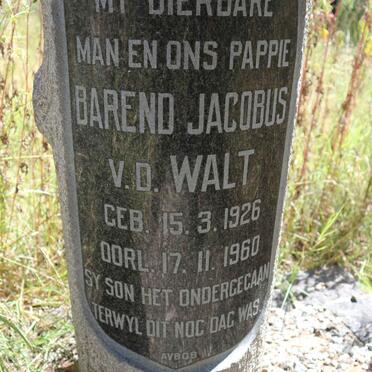 MY DIERBARE
MAN EN ONS PAPPIE
BAREND JACOBUS
V.D. WALT
GEB. 15. 3. 1926
OORL. 17. 11. 1960
SY SON HET ONDERGEGAAN
TERWYL DIT NOG DAG WAS
AVBOB